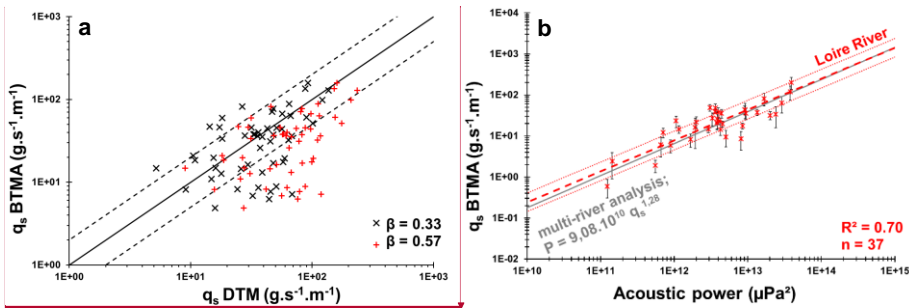 a
q_s BTMA (g.s⁻¹.m⁻¹)
1E+03
1E+02
1E+01
1E+00
1E+00
1E+01
1E+02
1E+03
q_s DTM (g.s⁻¹.m⁻¹)
× β = 0.33
+ β = 0.57
b
q_s BTMA (g.s⁻¹.m⁻¹)
1E+04
1E+03
1E+02
1E+01
1E+00
1E-01
1E-02
1E+10
1E+11
1E+12
1E+13
1E+14
1E+15
Acoustic power (µPa²)
Loire River
multi-river analysis;
P = 9,08.10¹⁰ q_s^1.28
R² = 0.70
n = 37